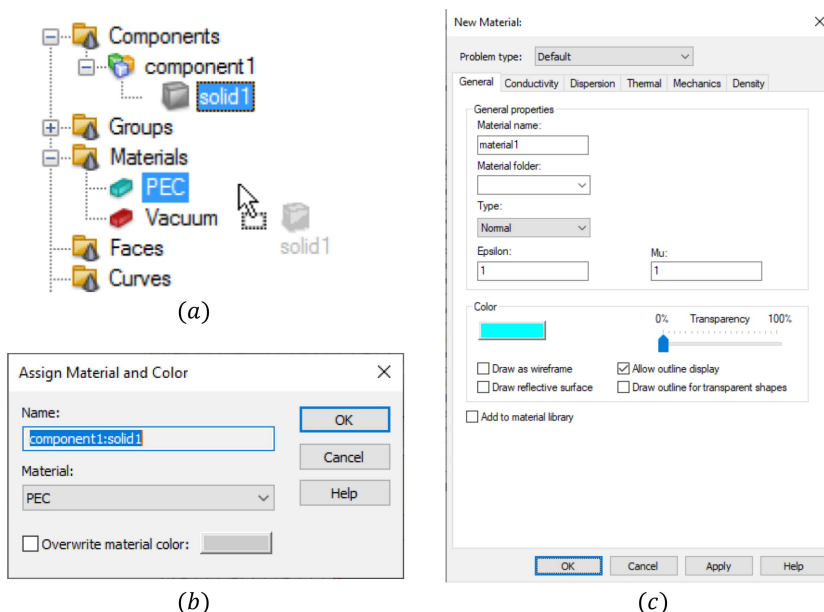 Components
component1
solid1
Groups
Materials
PEC
Vacuum
solid1
Faces
Curves
(a)
Assign Material and Color
Name:
component1:solid1
Material:
PEC
Overwrite material color:
OK
Cancel
Help
(b)
New Material:
Problem type: Default
General Conductivity Dispersion Thermal Mechanics Density
General properties
Material name:
material1
Material folder:
Type:
Normal
Epsilon: Mu:
1 1
Color
0% Transparency 100%
Draw as wireframe Allow outline display
Draw reflective surface Draw outline for transparent shapes
Add to material library
OK Cancel Apply Help
(c)